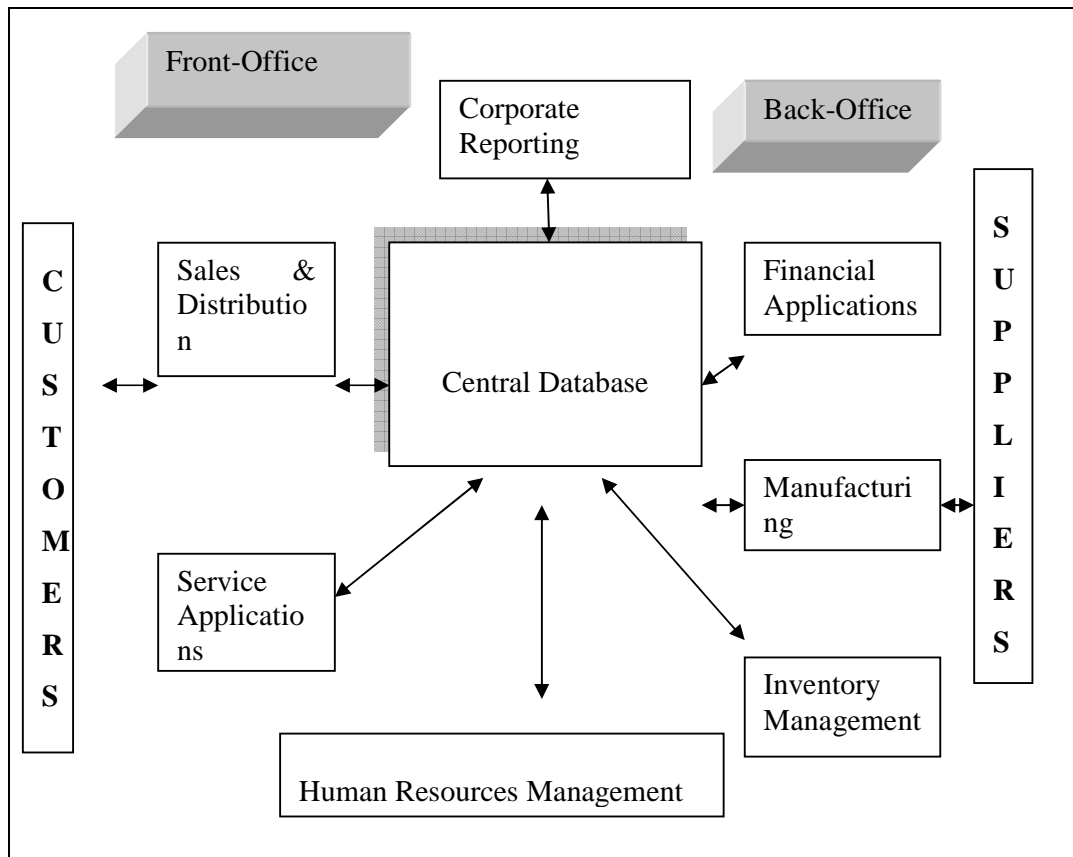 Front-Office
Corporate
Reporting
Back-Office
C
U
S
T
O
M
E
R
S
Sales &
Distributio
n
Central Database
Financial
Applications
S
U
P
P
L
I
E
R
S
Manufacturi
ng
Service
Applicatio
ns
Inventory
Management
Human Resources Management